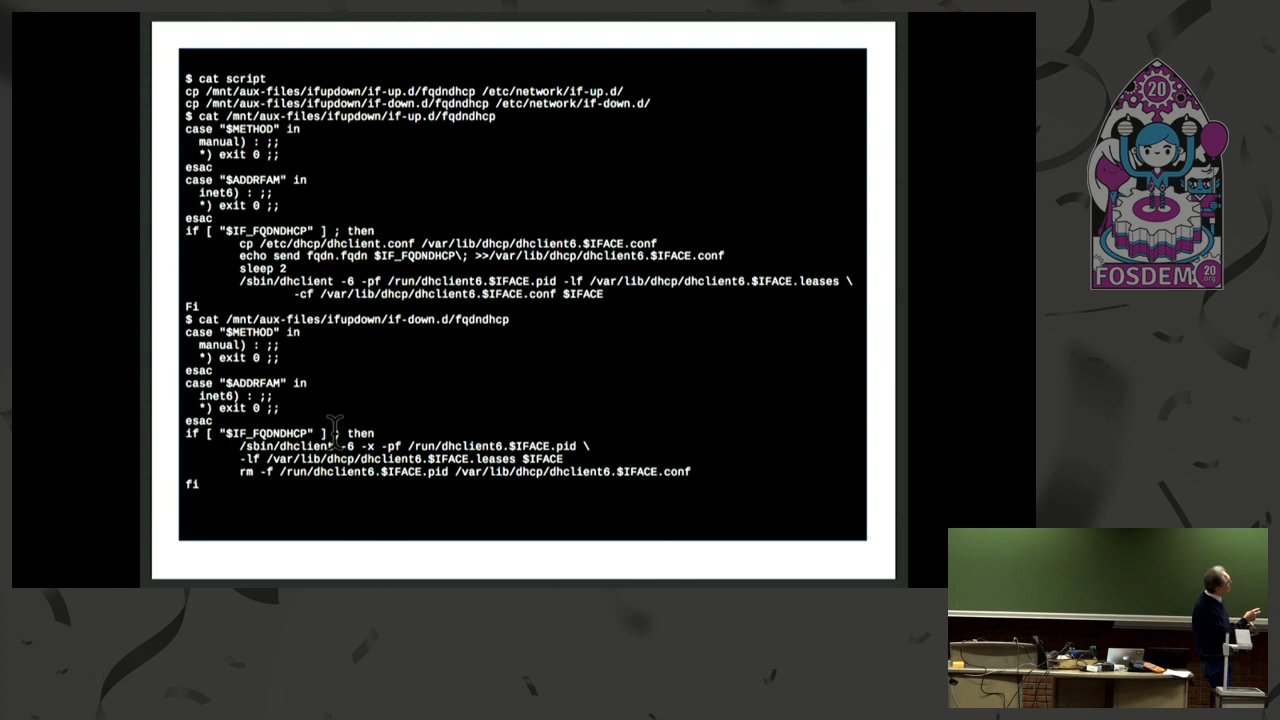 $ cat script
cp /mnt/aux-files/ifupdown/if-up.d/fqdndhcp /etc/network/if-up.d/
cp /mnt/aux-files/ifupdown/if-down.d/fqdndhcp /etc/network/if-down.d/
$ cat /mnt/aux-files/ifupdown/if-up.d/fqdndhcp
case "$METHOD" in
  manual) : ;;
  *) exit 0 ;;
esac
case "$ADDRFAM" in
  inet6) : ;;
  *) exit 0 ;;
esac
if [ "$IF_FQDNDHCP" ] ; then
        cp /etc/dhcp/dhclient.conf /var/lib/dhcp/dhclient6.$IFACE.conf
        echo send fqdn.fqdn $IF_FQDNDHCP\; >>/var/lib/dhcp/dhclient6.$IFACE.conf
        sleep 2
        /sbin/dhclient -6 -pf /run/dhclient6.$IFACE.pid -lf /var/lib/dhcp/dhclient6.$IFACE.leases \
                -cf /var/lib/dhcp/dhclient6.$IFACE.conf $IFACE
Fi
$ cat /mnt/aux-files/ifupdown/if-down.d/fqdndhcp
case "$METHOD" in
  manual) : ;;
  *) exit 0 ;;
esac
case "$ADDRFAM" in
  inet6) : ;;
  *) exit 0 ;;
esac
if [ "$IF_FQDNDHCP" ] ; then
        /sbin/dhclient -6 -x -pf /run/dhclient6.$IFACE.pid \
        -lf /var/lib/dhcp/dhclient6.$IFACE.leases $IFACE
        rm -f /run/dhclient6.$IFACE.pid /var/lib/dhcp/dhclient6.$IFACE.conf
fi
20
FOSDEM
20
.org